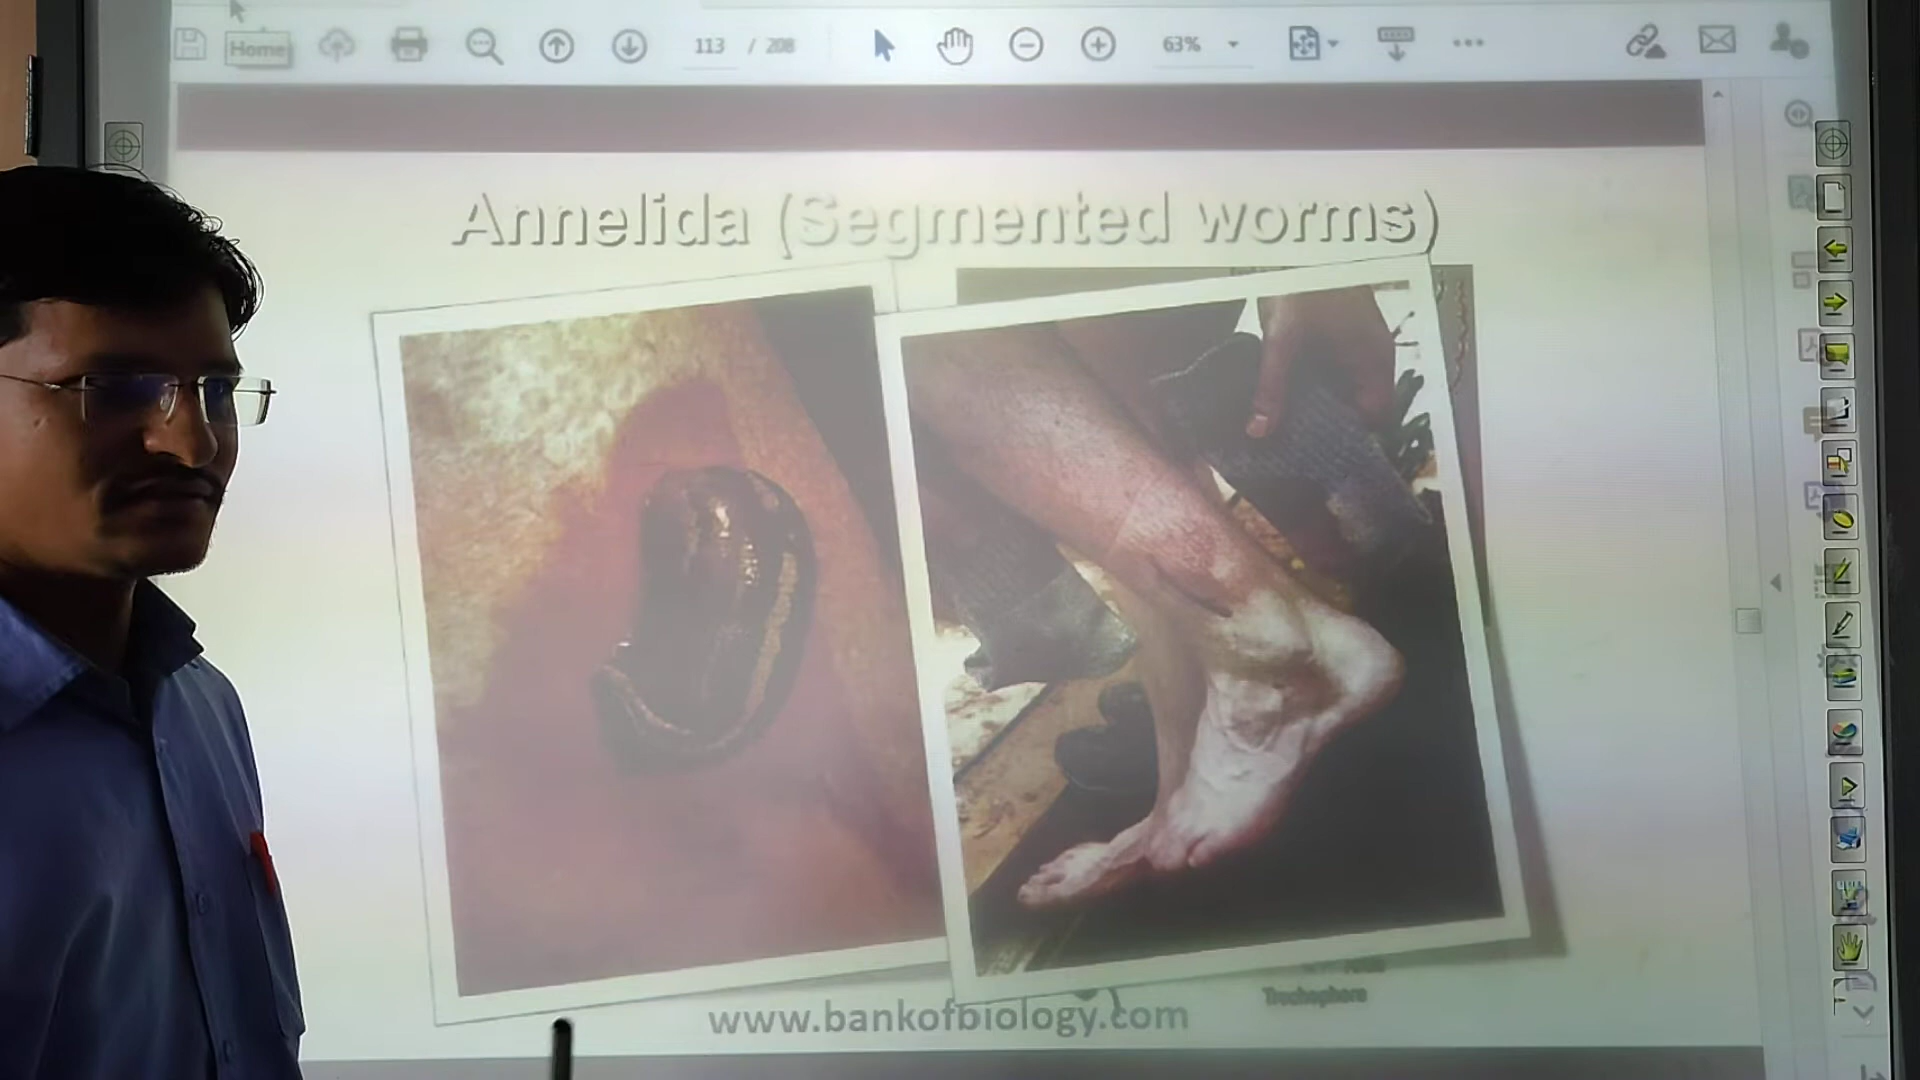 Home
113 / 208
63%
Annelida (Segmented worms)
www.bankofbiology.com
Trochophore